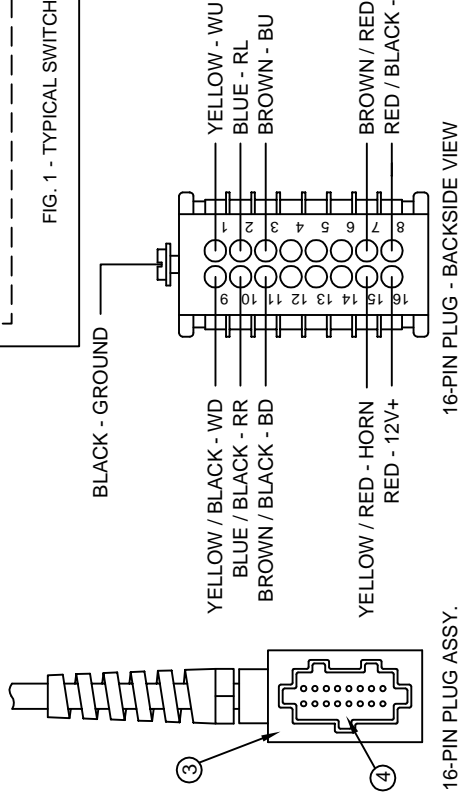 FIG. 1 - TYPICAL SWITCH
BLACK - GROUND
YELLOW / BLACK - WD
BLUE / BLACK - RR
BROWN / BLACK - BD
YELLOW / RED - HORN
RED - 12V+
9
10
11
12
13
14
15
16
1
2
3
4
5
6
7
8
YELLOW - WU
BLUE - RL
BROWN - BU
BROWN / RED
RED / BLACK -
3
4
16-PIN PLUG ASSY.
16-PIN PLUG - BACKSIDE VIEW